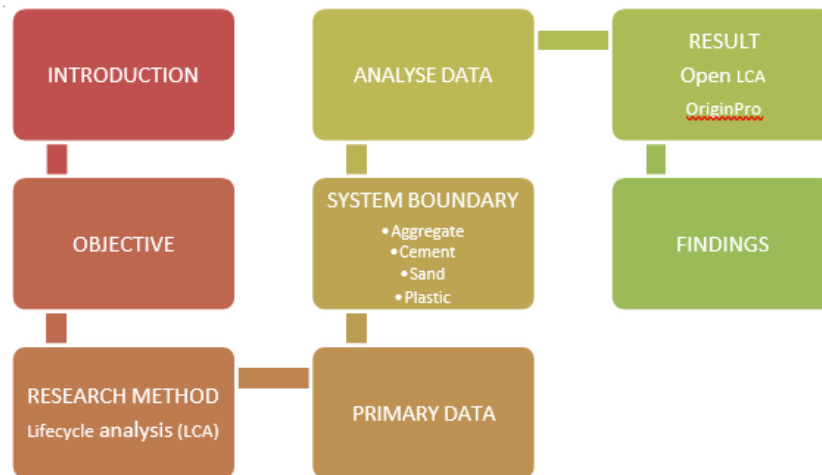 INTRODUCTION
OBJECTIVE
RESEARCH METHOD
Lifecycle analysis (LCA)
PRIMARY DATA
SYSTEM BOUNDARY
•Aggregate
•Cement
•Sand
•Plastic
ANALYSE DATA
RESULT
Open LCA
OriginPro
FINDINGS